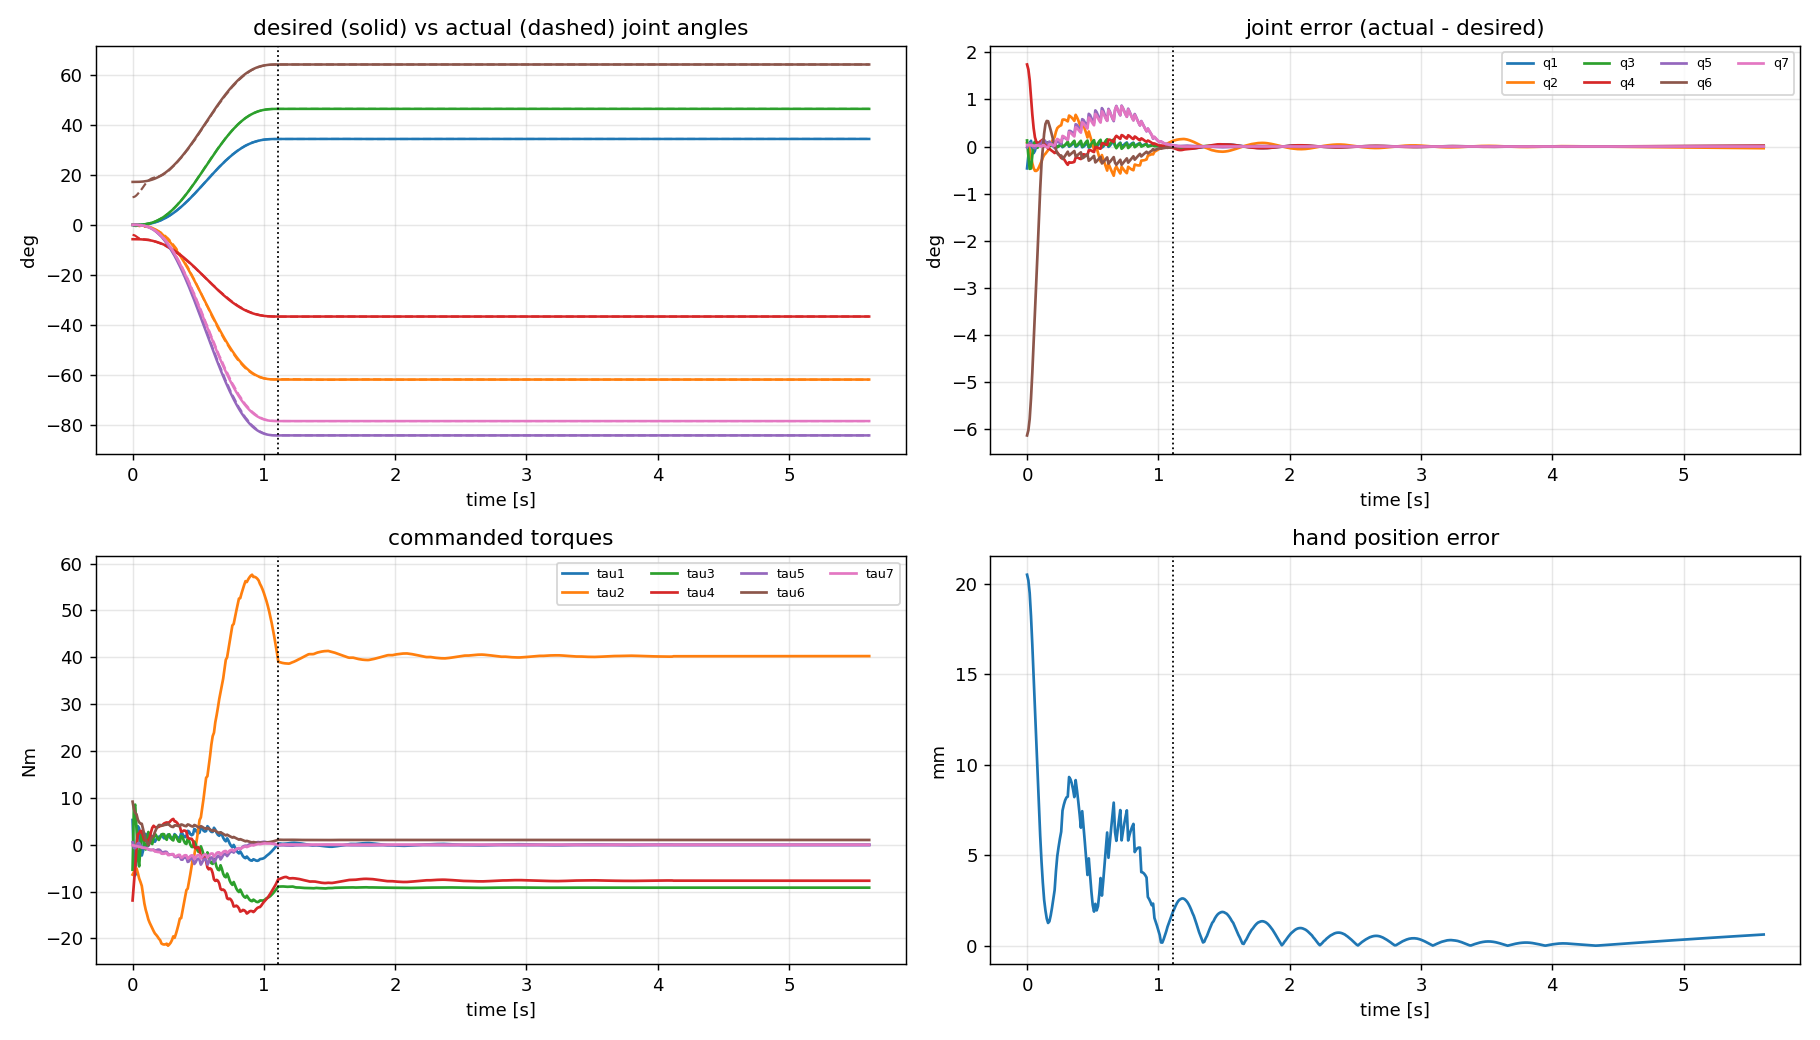 desired (solid) vs actual (dashed) joint angles
60
40
20
0
−20
−40
−60
−80
deg
0 1 2 3 4 5
time [s]
joint error (actual - desired)
2
1
0
−1
−2
−3
−4
−5
−6
deg
q1 q3 q5 q7
q2 q4 q6
0 1 2 3 4 5
time [s]
commanded torques
60
50
40
30
20
10
0
−10
−20
Nm
tau1 tau3 tau5 tau7
tau2 tau4 tau6
0 1 2 3 4 5
time [s]
hand position error
20
15
10
5
0
mm
0 1 2 3 4 5
time [s]